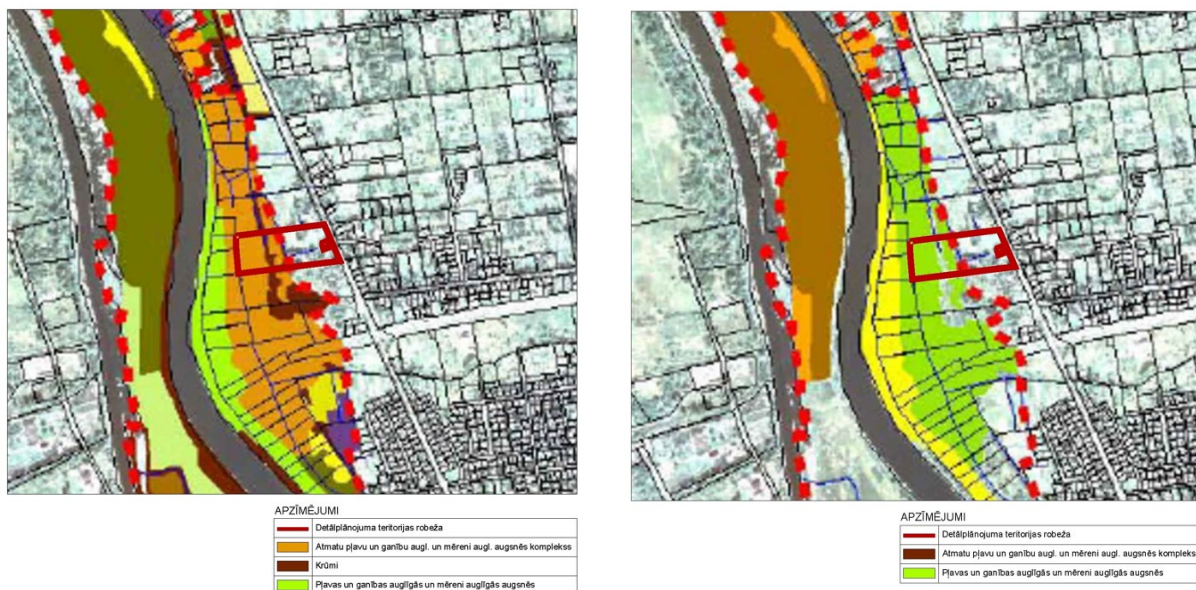 APZĪMĒJUMI
Detālplānojuma teritorijas robeža
Atmatu pļavu un ganību augl. un mēreni augl. augsnēs komplekss
Krūmi
Pļavas un ganības auglīgās un mēreni auglīgās augsnēs
APZĪMĒJUMI
Detālplānojuma teritorijas robeža
Atmatu pļavu un ganību augl. un mēreni augl. augsnēs kompleks
Pļavas un ganības auglīgās un mēreni auglīgās augsnēs